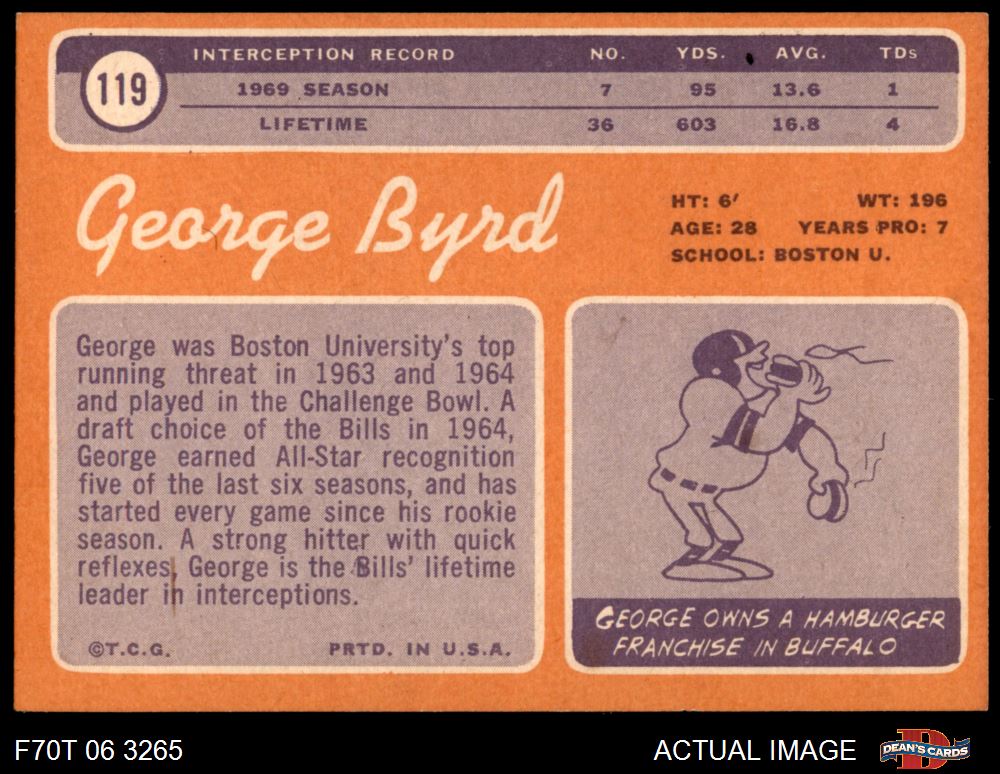 119
INTERCEPTION RECORD NO. YDS. AVG. TDs
1969 SEASON 7 95 13.6 1
LIFETIME 36 603 16.8 4
George Byrd
HT: 6′ WT: 196
AGE: 28 YEARS PRO: 7
SCHOOL: BOSTON U.
George was Boston University's top
running threat in 1963 and 1964
and played in the Challenge Bowl. A
draft choice of the Bills in 1964,
George earned All-Star recognition
five of the last six seasons, and has
started every game since his rookie
season. A strong hitter with quick
reflexes, George is the Bills' lifetime
leader in interceptions.
©T.C.G. PRTD. IN U.S.A.
GEORGE OWNS A HAMBURGER
FRANCHISE IN BUFFALO
F70T 06 3265 ACTUAL IMAGE DEAN'S CARDS